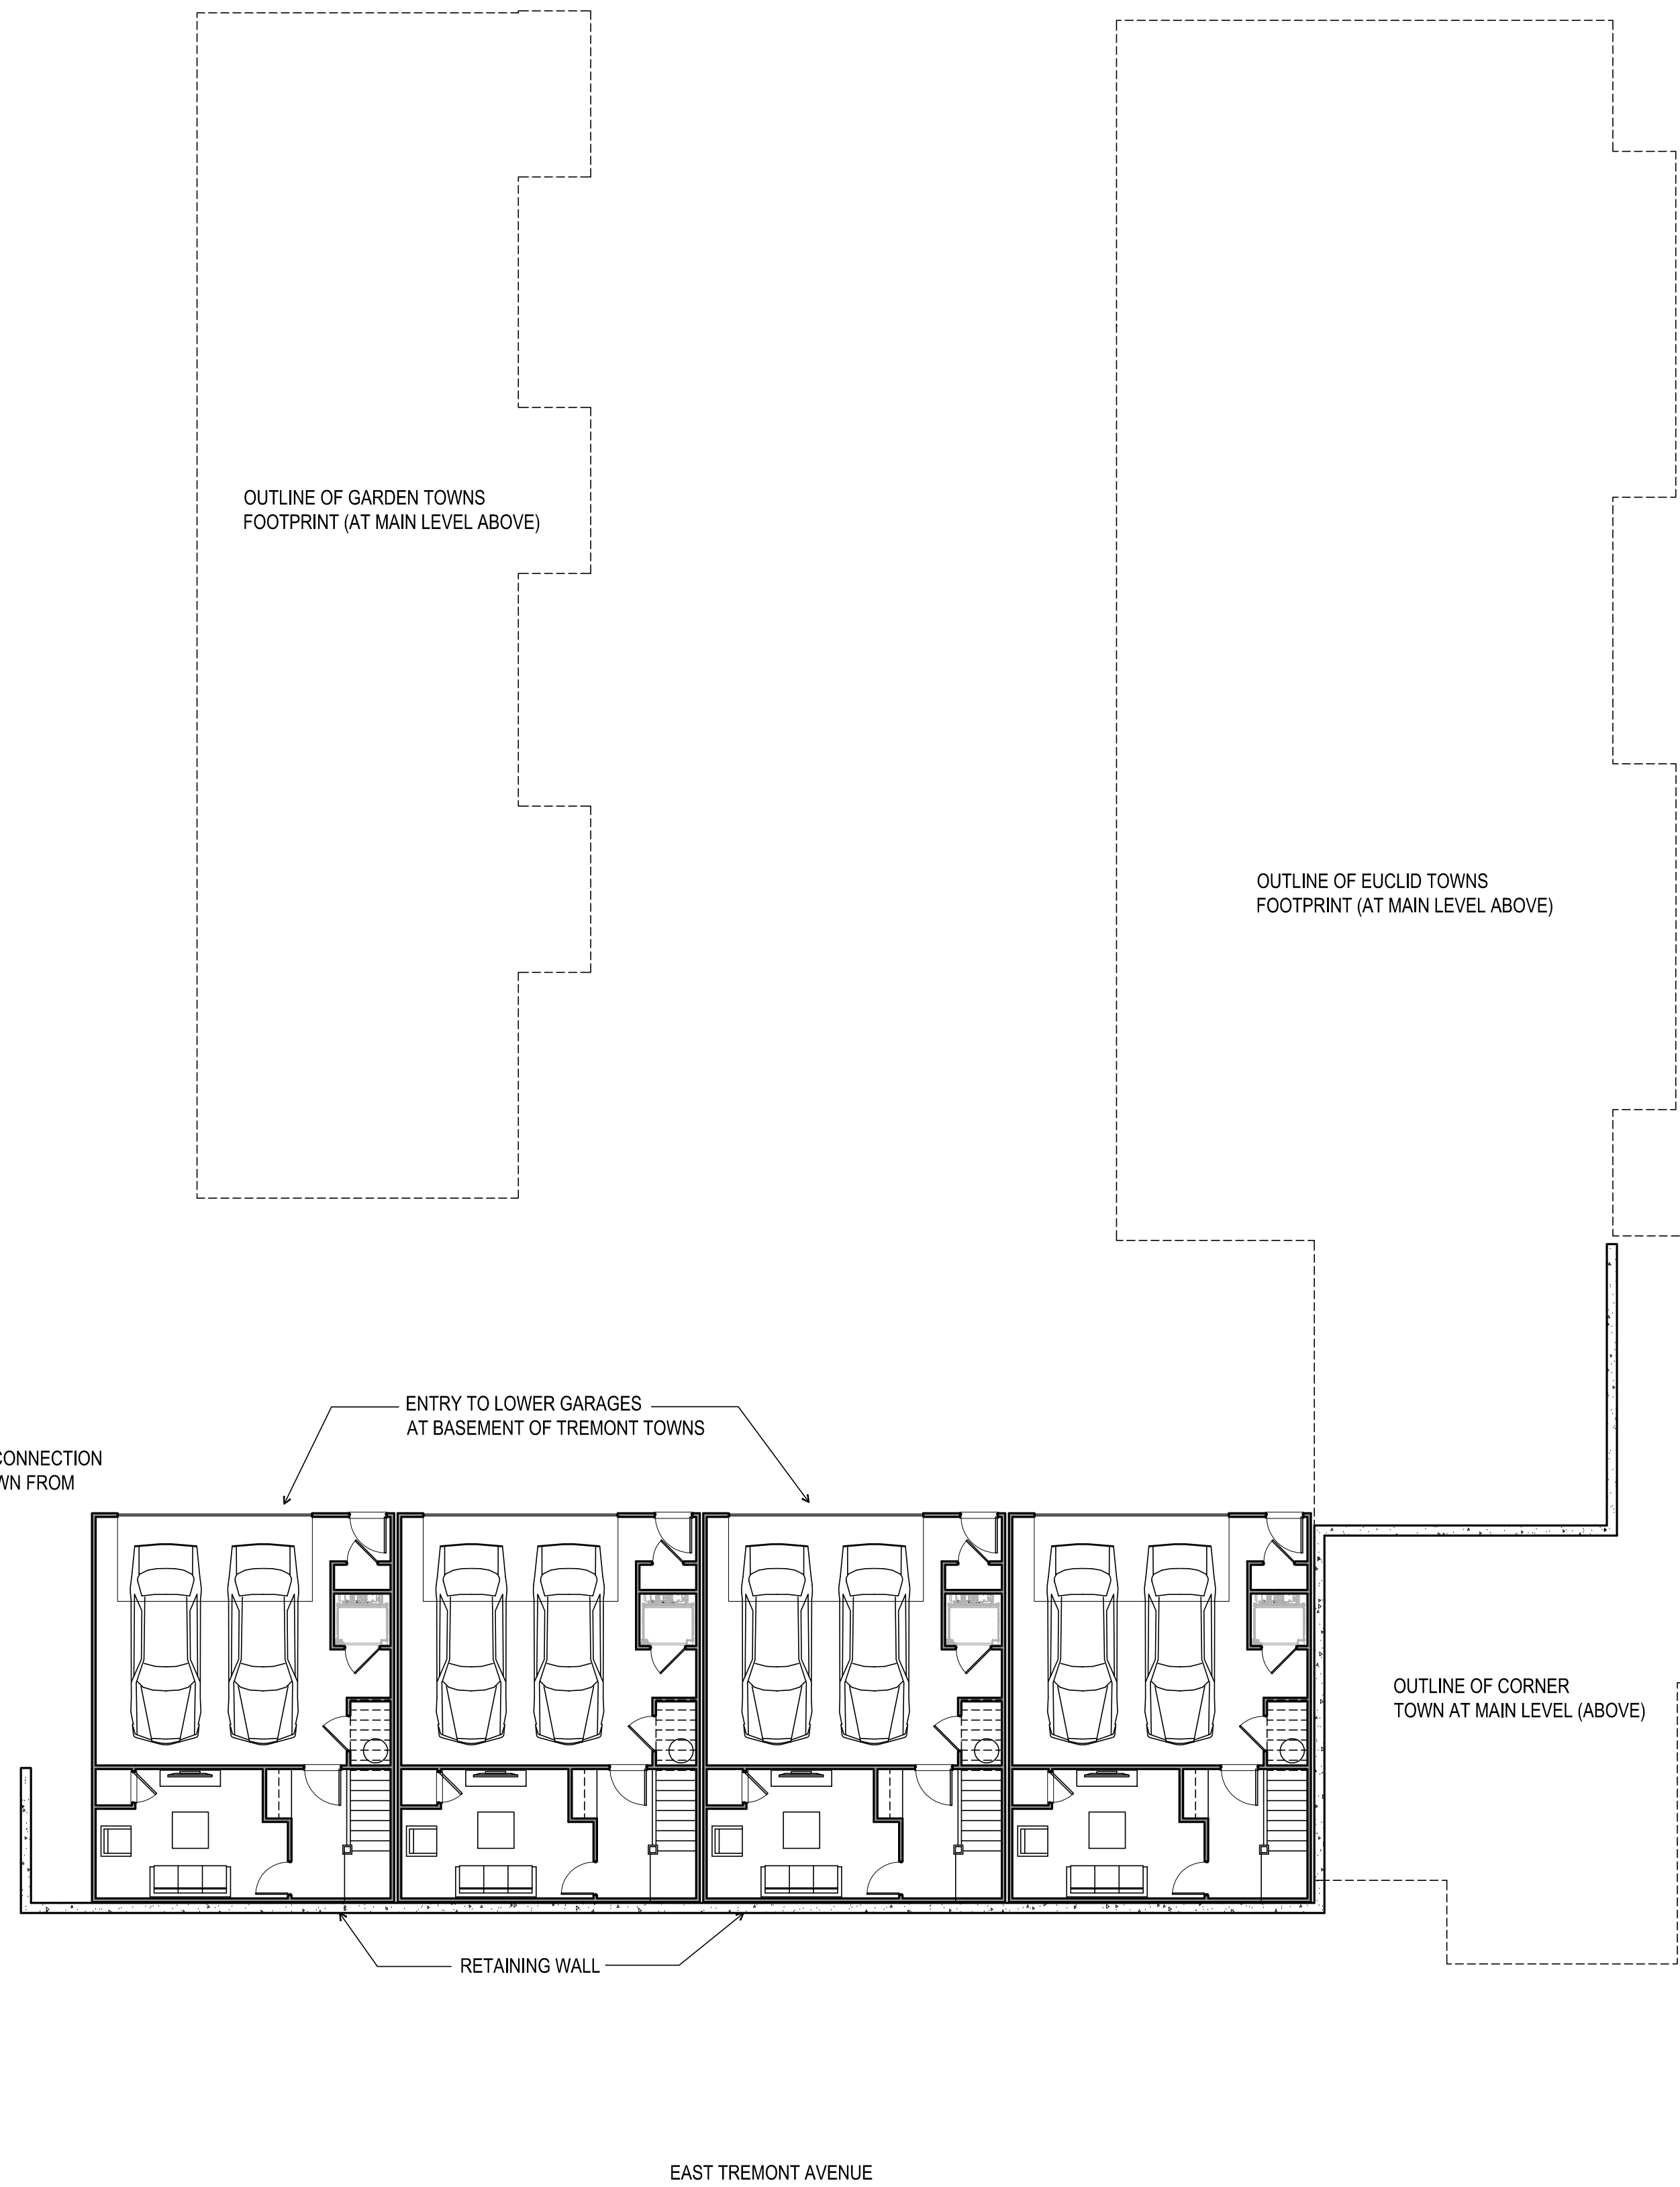 OUTLINE OF GARDEN TOWNS
FOOTPRINT (AT MAIN LEVEL ABOVE)
OUTLINE OF EUCLID TOWNS
FOOTPRINT (AT MAIN LEVEL ABOVE)
ENTRY TO LOWER GARAGES
AT BASEMENT OF TREMONT TOWNS
CONNECTION
WN FROM
OUTLINE OF CORNER
TOWN AT MAIN LEVEL (ABOVE)
RETAINING WALL
EAST TREMONT AVENUE